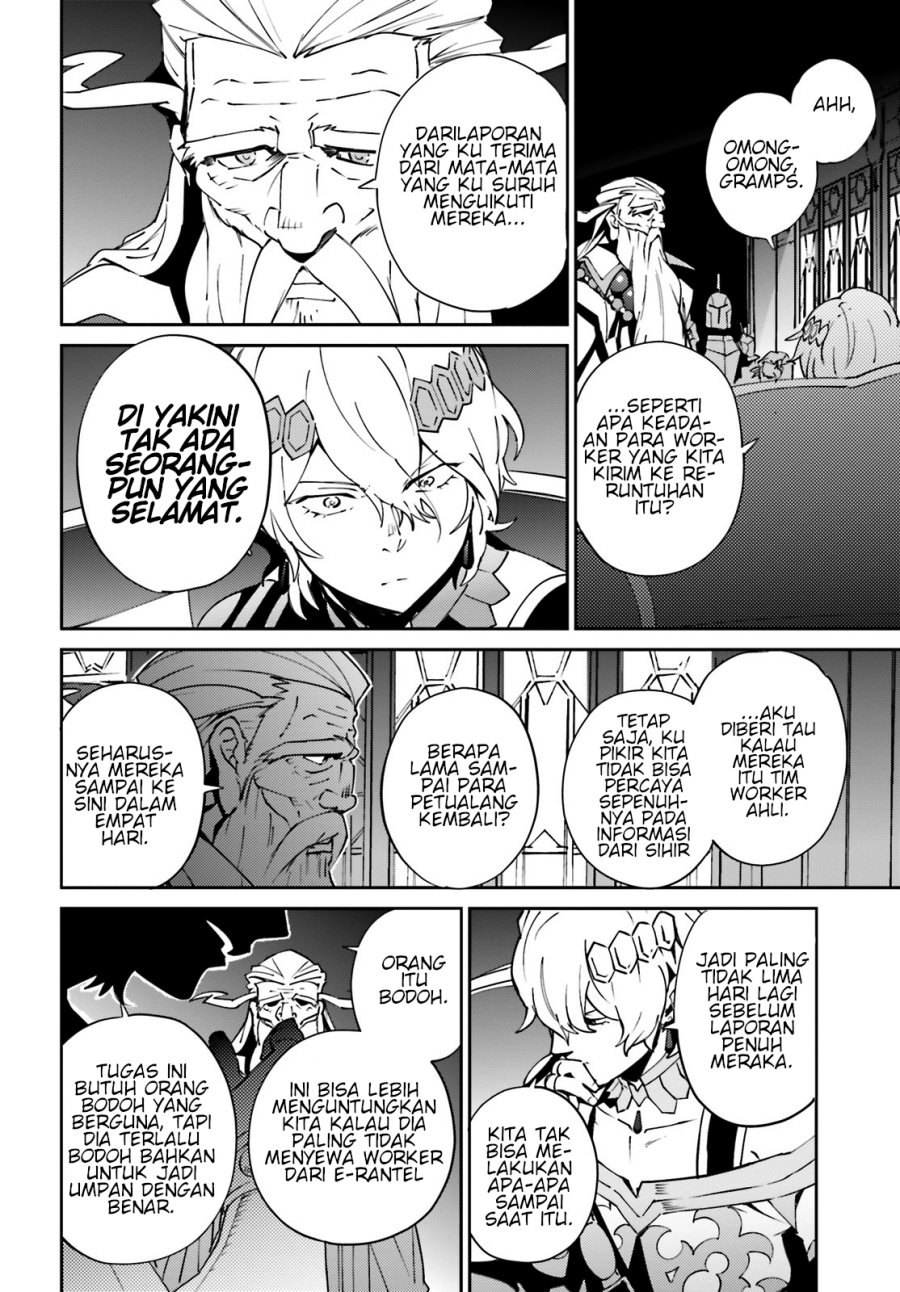 AHH,
OMONG-
OMONG,
GRAMPS.
...SEPERTI
APA KEADA-
AN PARA WOR-
KER YANG KITA
KIRIM KE RE-
RUNTUHAN
ITU?
DARILAPORAN
YANG KU TERIMA
DARI MATA-MATA
YANG KU SURUH
MENGUIKUTI
MEREKA...
DI YAKINI
TAK ADA
SEORANG-
PUN YANG
SELAMAT.
...AKU
DIBERI TAU
KALAU
MEREKA
ITU TIM
WORKER
AHLI.
TETAP
SAJA, KU
PIKIR KITA
TIDAK BISA
PERCAYA
SEPENUH-
NYA PADA
INFORMASI
DARI SIHIR
BERAPA
LAMA SAM-
PAI PARA
PETUALANG
KEMBALI?
SEHARUS-
NYA MEREKA
SAMPAI KE
SINI DALAM
EMPAT
HARI.
JADI PALING
TIDAK LIMA
HARI LAGI
SEBELUM
LAPORAN
PENUH
MERAKA.
KITA TAK
BISA ME-
LAKUKAN
APA-APA
SAMPAI
SAAT ITU.
ORANG
ITU
BODOH.
INI BISA LEBIH
MENGUNTUNGKAN
KITA KALAU DIA
PALING TIDAK
MENYEWA WORKER
DARI E-RANTEL
TUGAS INI
BUTUH ORANG
BODOH YANG
BERGUNA, TAPI
DIA TERLALU
BODOH BAHKAN
UNTUK JADI
UMPAN DENGAN
BENAR.